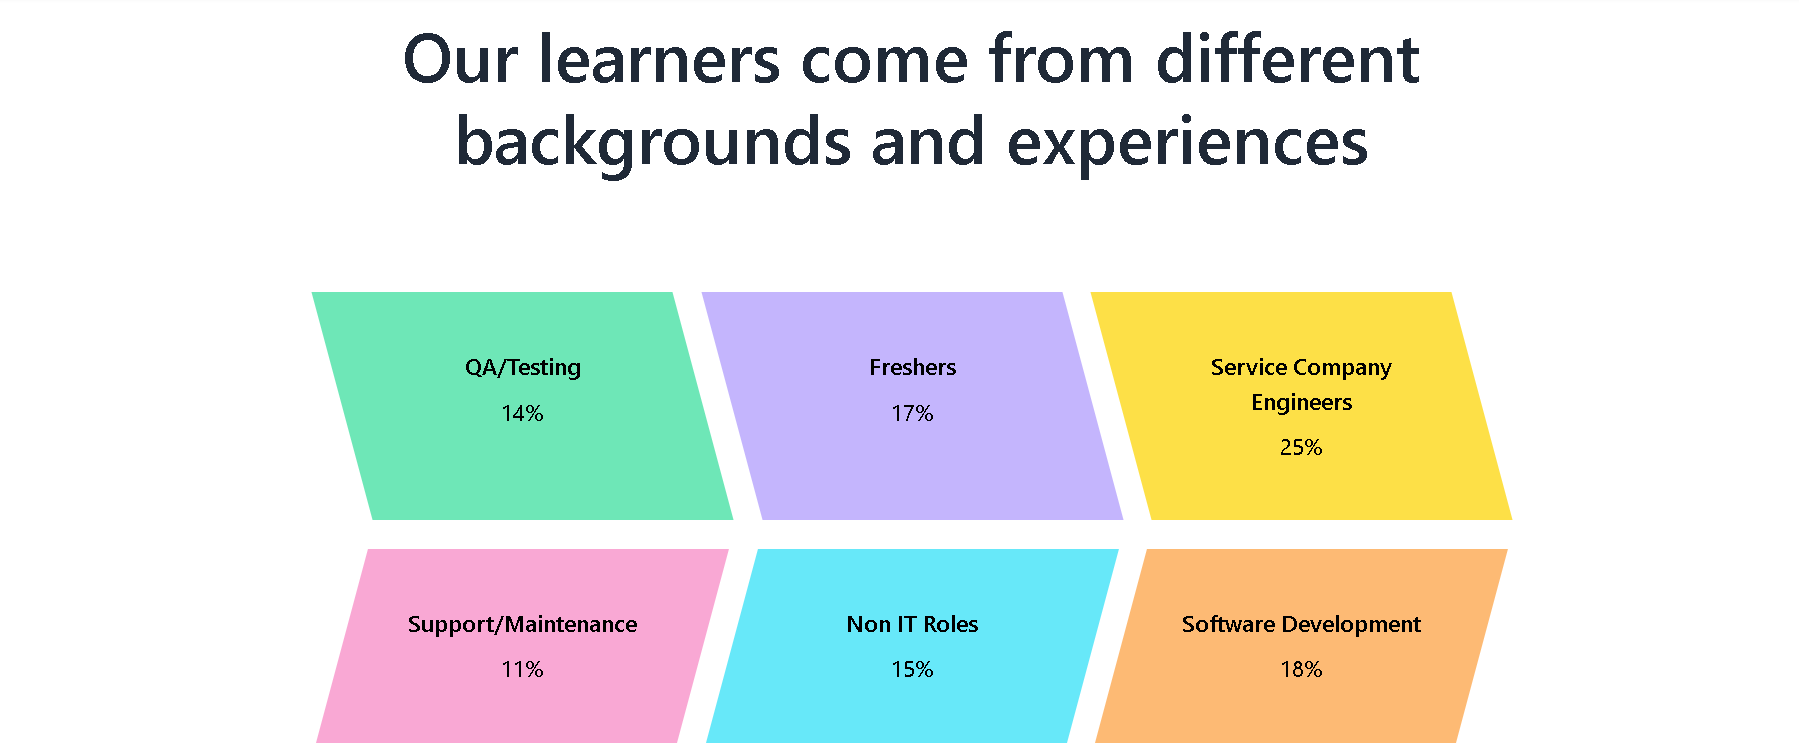 Our learners come from different
backgrounds and experiences
QA/Testing
14%
Freshers
17%
Service Company
Engineers
25%
Support/Maintenance
11%
Non IT Roles
15%
Software Development
18%